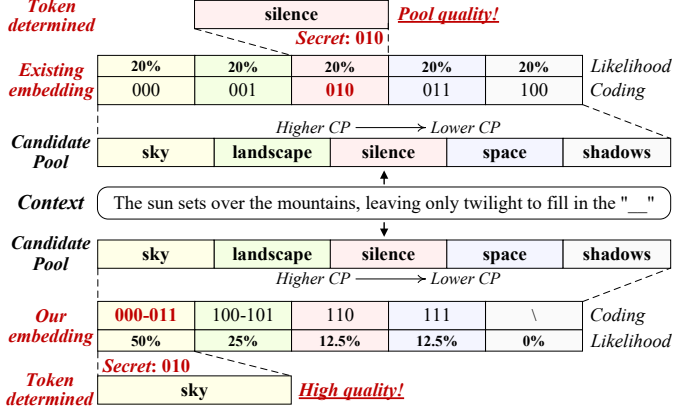 Token determined
silence
Pool quality!
Secret: 010
Existing embedding
20% 20% 20% 20% 20% Likelihood
000 001 010 011 100 Coding
Higher CP Lower CP
Candidate Pool
sky landscape silence space shadows
Context The sun sets over the mountains, leaving only twilight to fill in the "__"
Candidate Pool
sky landscape silence space shadows
Higher CP Lower CP
Our embedding
000-011 100-101 110 111 \ Coding
50% 25% 12.5% 12.5% 0% Likelihood
Secret: 010
Token determined
sky
High quality!